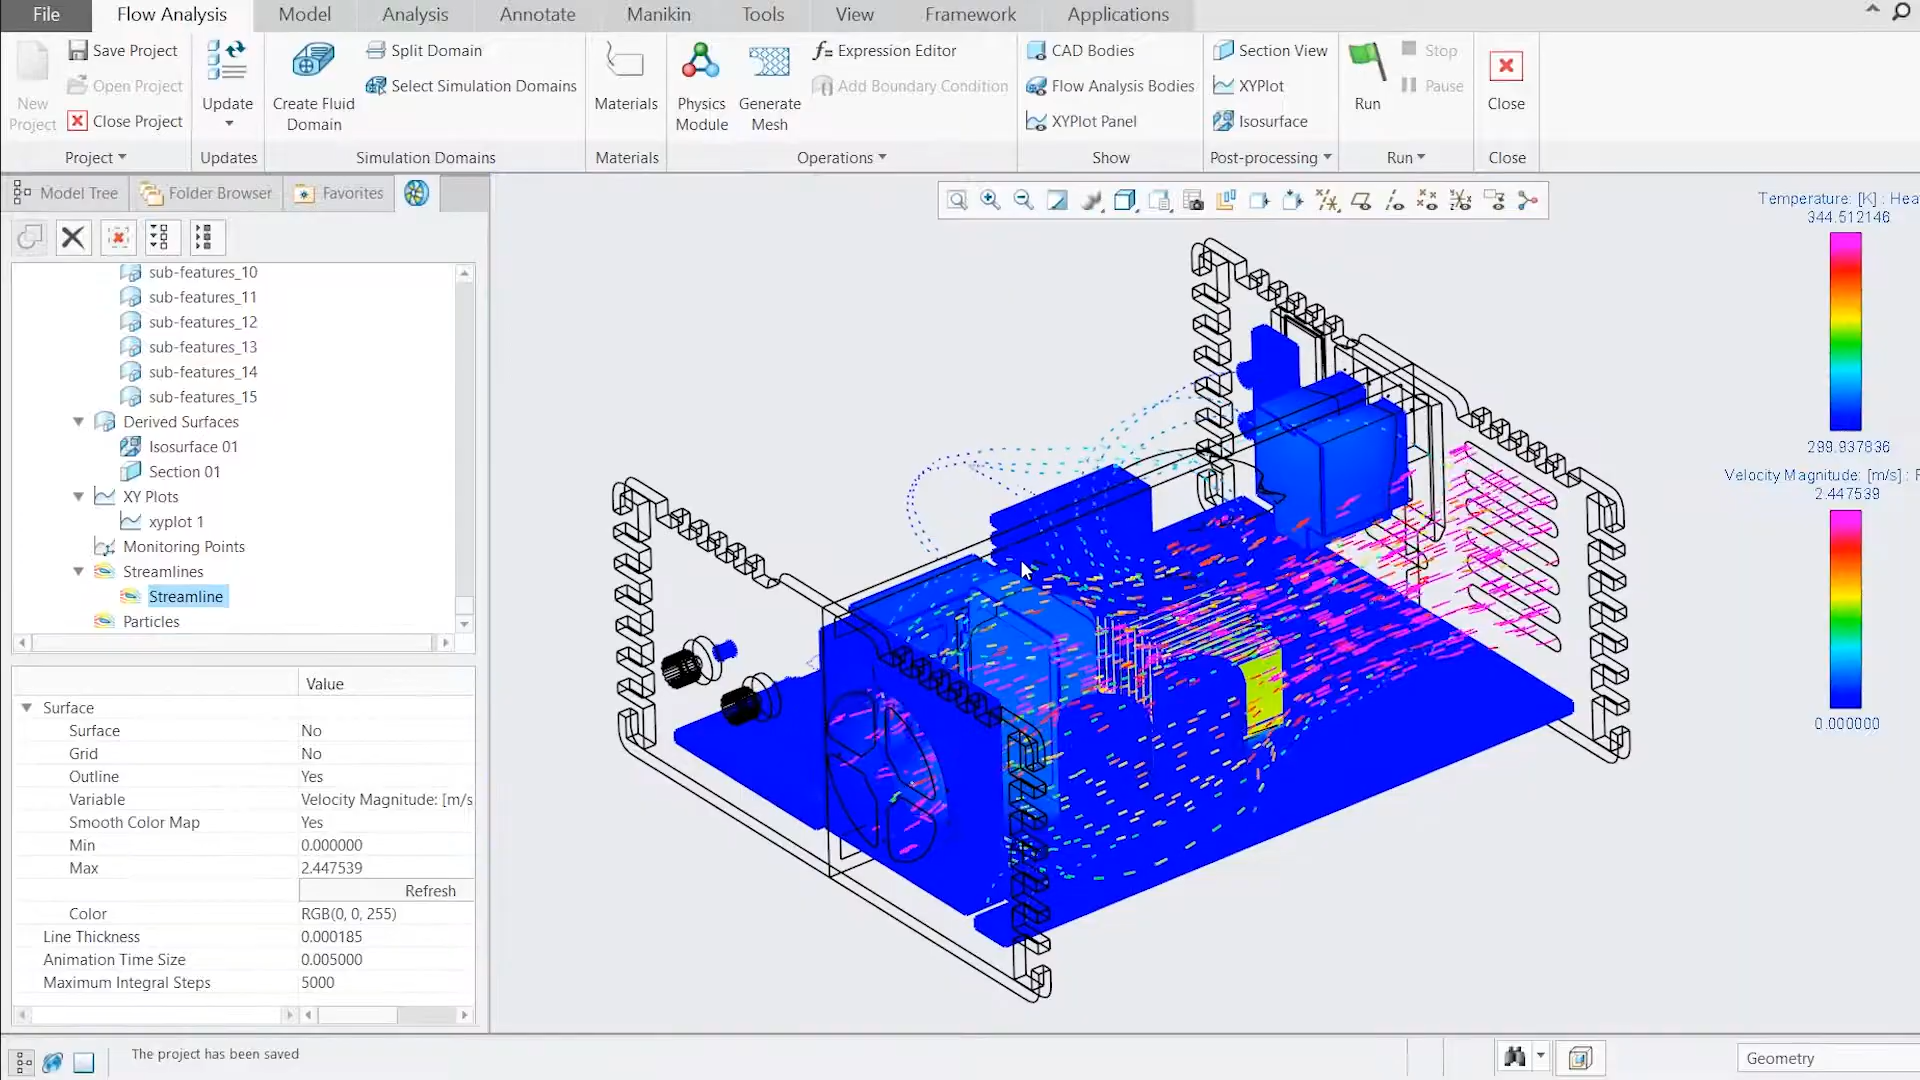 File
Flow Analysis
Model
Analysis
Annotate
Manikin
Tools
View
Framework
Applications
New Project
Save Project
Open Project
Close Project
Update
Create Fluid Domain
Split Domain
Select Simulation Domains
Materials
Physics Module
Generate Mesh
Expression Editor
Add Boundary Condition
CAD Bodies
Flow Analysis Bodies
XYPlot Panel
Section View
XYPlot
Isosurface
Run
Stop
Pause
Close
Project
Updates
Simulation Domains
Materials
Operations
Show
Post-processing
Run
Close
Model Tree
Folder Browser
Favorites
sub-features_10
sub-features_11
sub-features_12
sub-features_13
sub-features_14
sub-features_15
Derived Surfaces
Isosurface 01
Section 01
XY Plots
xyplot 1
Monitoring Points
Streamlines
Streamline
Particles
Value
Surface
Surface No
Grid No
Outline Yes
Variable Velocity Magnitude: [m/s
Smooth Color Map Yes
Min 0.000000
Max 2.447539
Refresh
Color RGB(0, 0, 255)
Line Thickness 0.000185
Animation Time Size 0.005000
Maximum Integral Steps 5000
Temperature: [K] : Hea
344.512146
299.937836
Velocity Magnitude: [m/s] : F
2.447539
0.000000
The project has been saved
Geometry